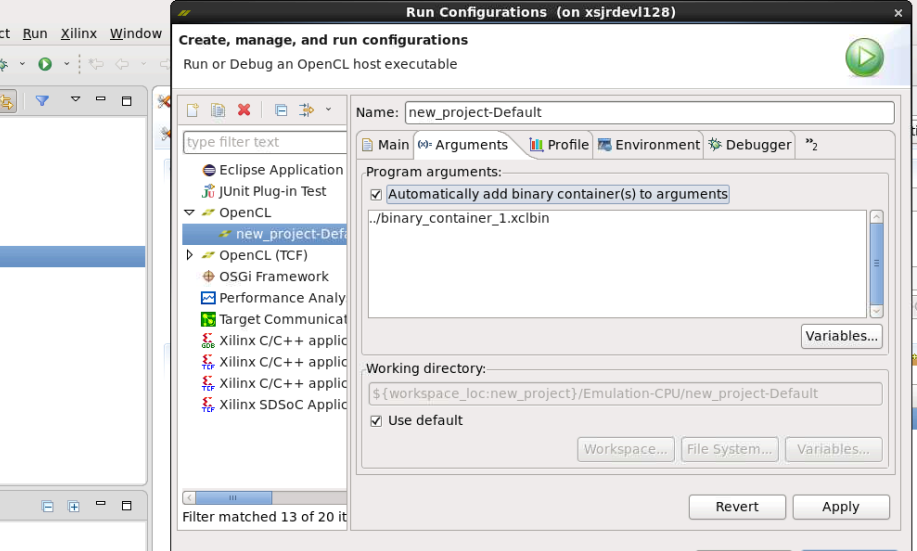 Run Configurations (on xsjrdevl128)
Run Xilinx Window
Create, manage, and run configurations
Run or Debug an OpenCL host executable
type filter text
Eclipse Application
JUnit Plug-in Test
OpenCL
new_project-Defa
OpenCL (TCF)
OSGi Framework
Performance Analy
Target Communicat
Xilinx C/C++ applic
Xilinx C/C++ applic
Xilinx C/C++ applic
Xilinx SDSoC Applic
Filter matched 13 of 20 it
Name: new_project-Default
Main (x)= Arguments Profile Environment Debugger »2
Program arguments:
Automatically add binary container(s) to arguments
../binary_container_1.xclbin
Variables...
Working directory:
${workspace_loc:new_project}/Emulation-CPU/new_project-Default
Use default
Workspace... File System... Variables...
Revert Apply